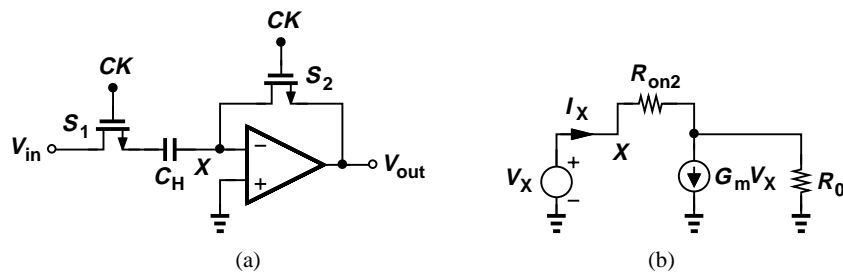 CK
CK
S2
S1
Vin
X
CH
−
+
Vout
(a)
Ron2
IX
X
VX
+
−
GmVX
R0
(b)